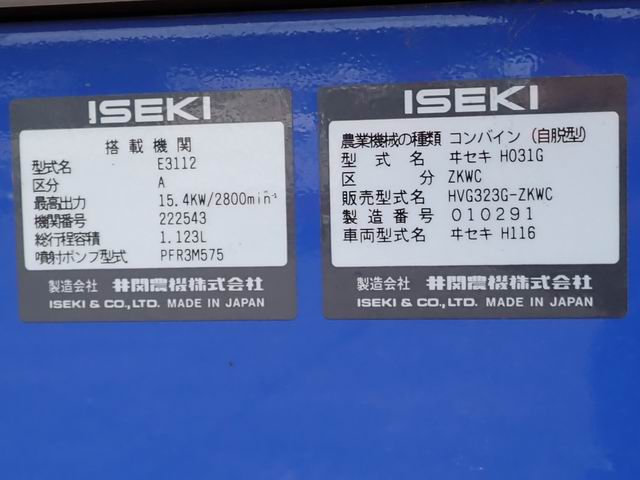 ISEKI
搭載機関
型式名 E3112
区分 A
最高出力 15.4KW/2800min⁻¹
機関番号 222543
総行程容積 1.123L
噴射ポンプ型式 PFR3M575
製造会社 井関農機株式会社
ISEKI & CO., LTD. MADE IN JAPAN
ISEKI
農業機械の種類 コンバイン(自脱型)
型式名 ヰセキ HO31G
区分 ZKWC
販売型式名 HVG323G-ZKWC
製造番号 010291
車両型式名 ヰセキ H116
製造会社 井関農機株式会社
ISEKI & CO., LTD. MADE IN JAPAN